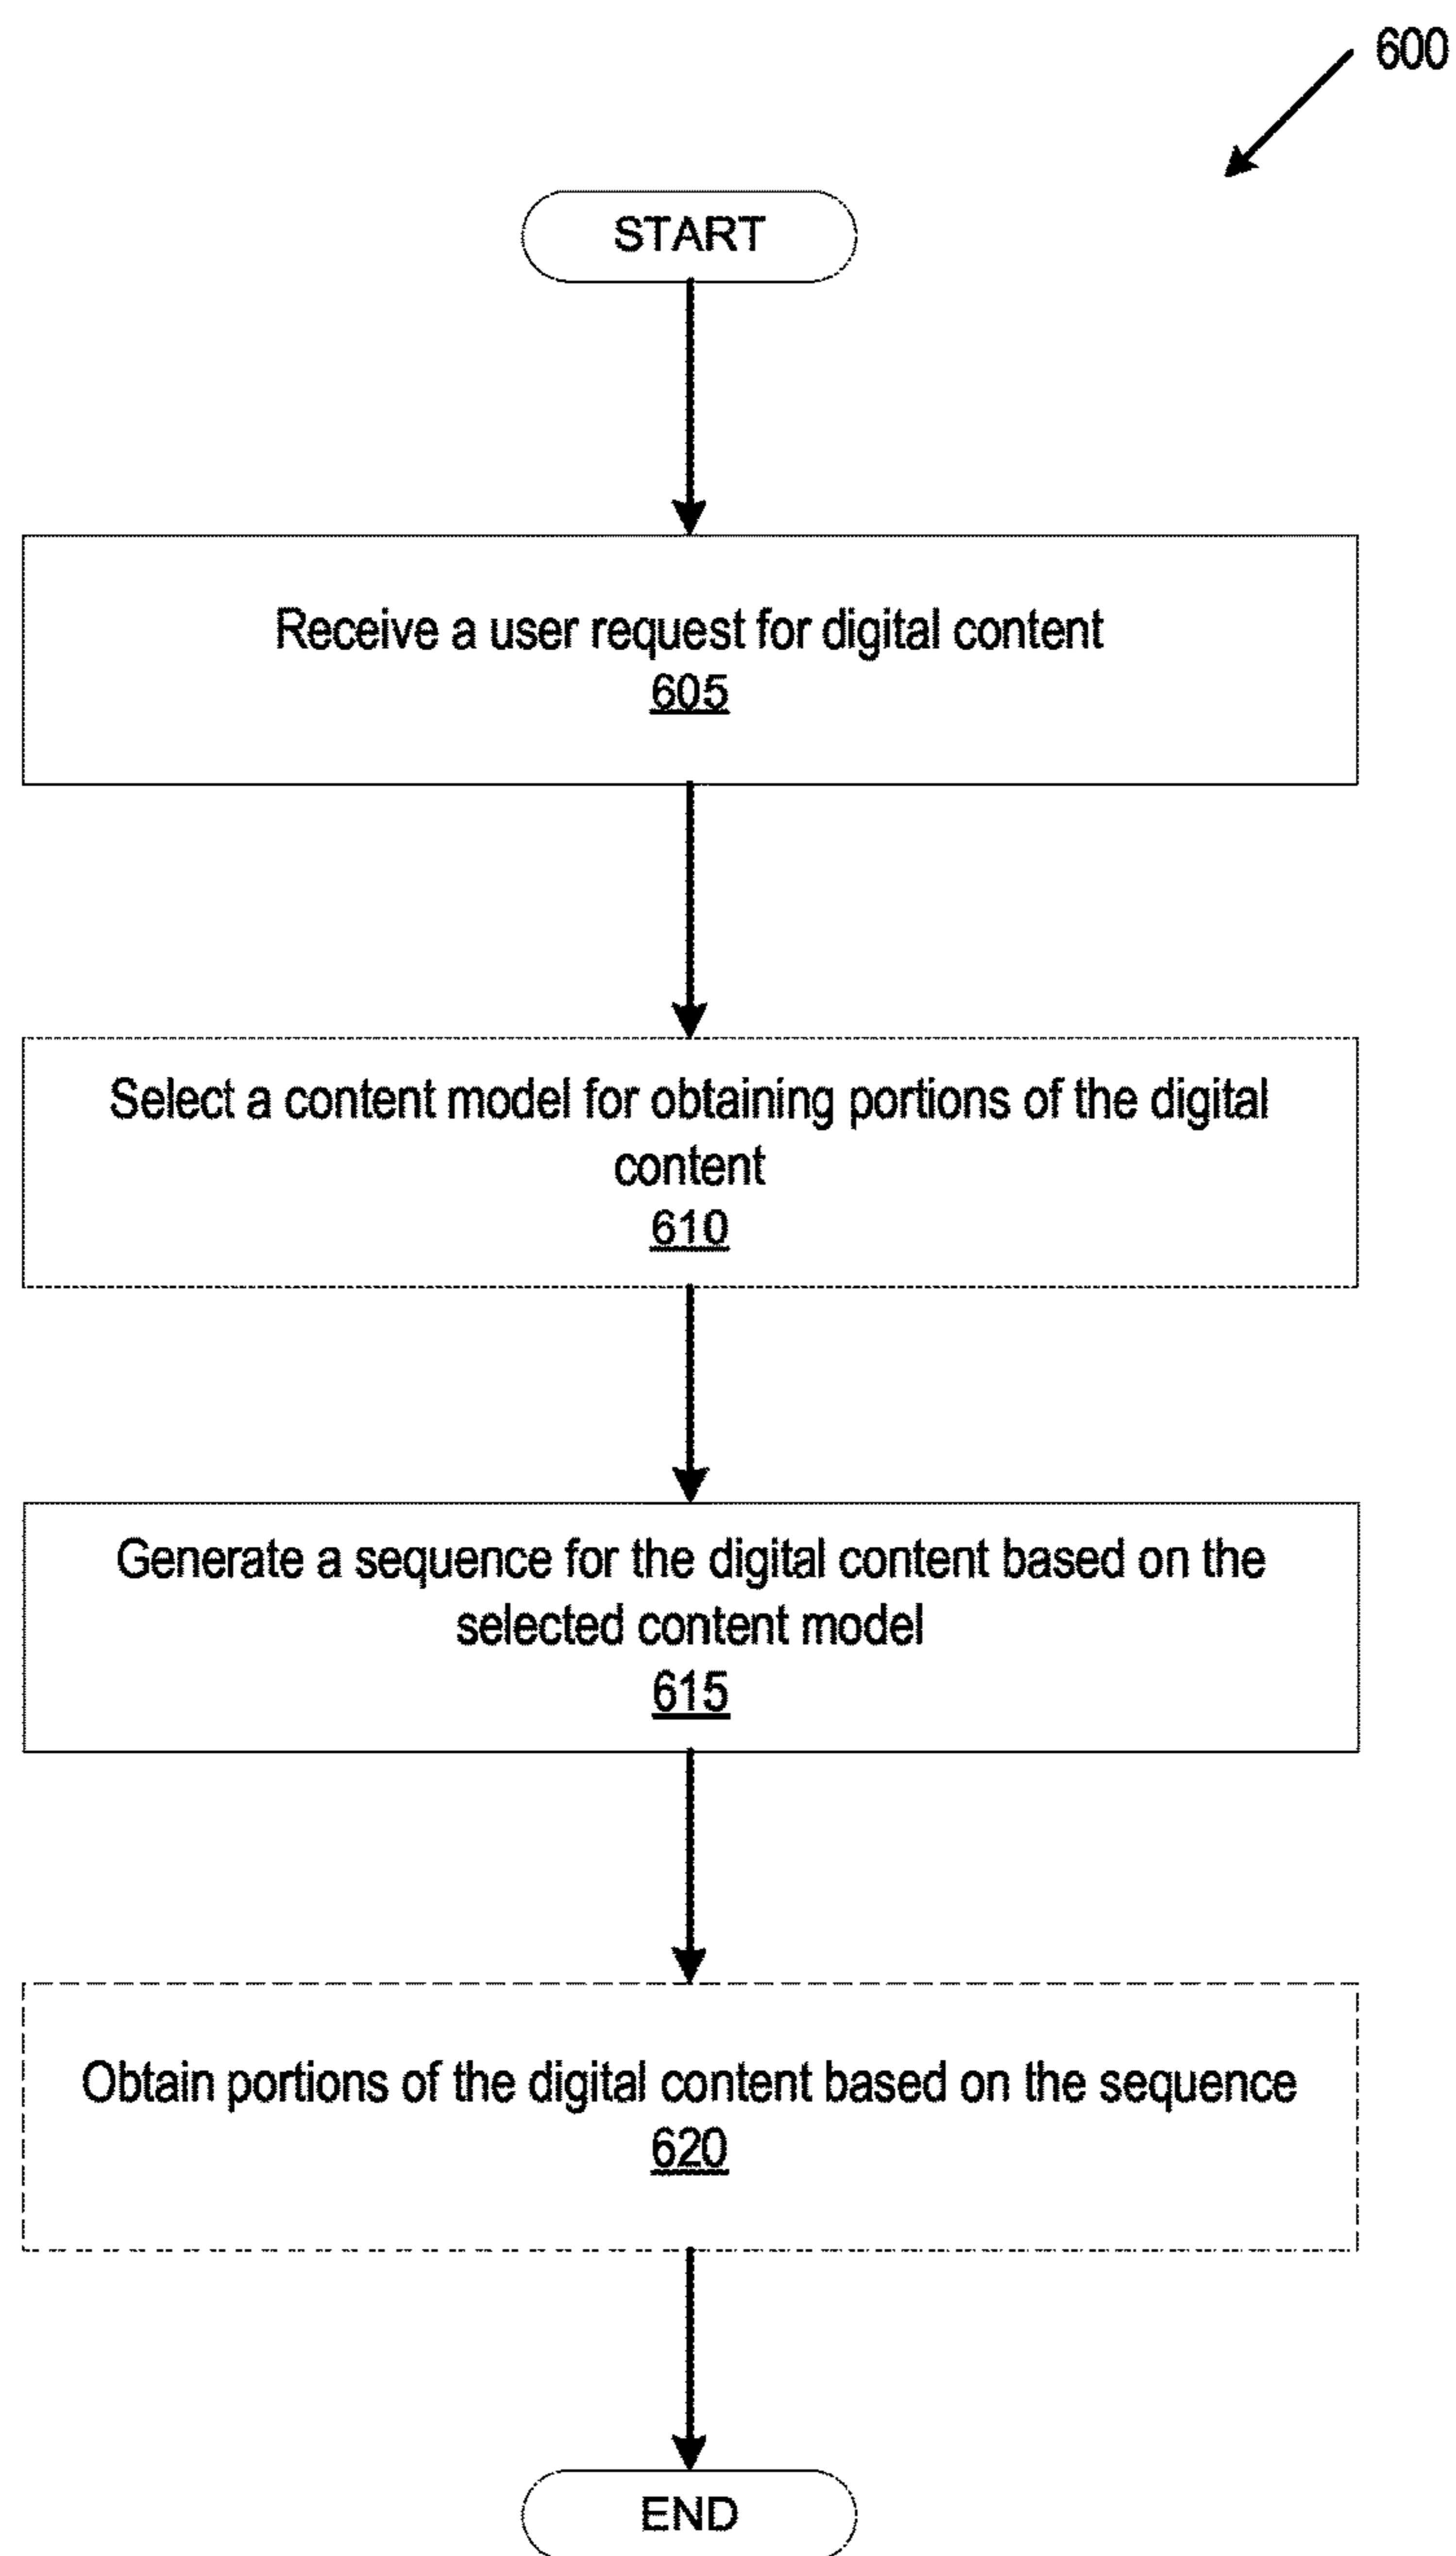 600
START
Receive a user request for digital content
605
Select a content model for obtaining portions of the digital
content
610
Generate a sequence for the digital content based on the
selected content model
615
Obtain portions of the digital content based on the sequence
620
END